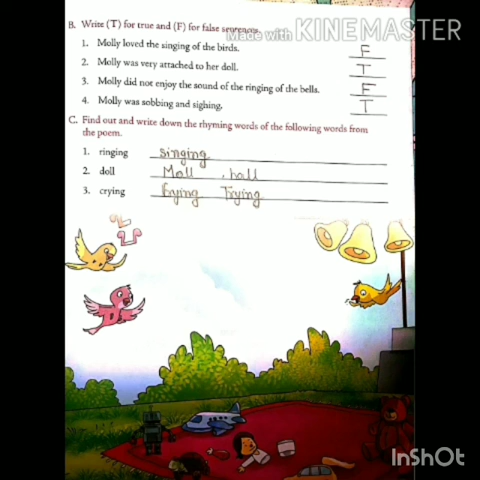 B. Write (T) for true and (F) for false sentences.
Made with KINEMASTER
1. Molly loved the singing of the birds. F
2. Molly was very attached to her doll. T
3. Molly did not enjoy the sound of the ringing of the bells. F
4. Molly was sobbing and sighing. T
C. Find out and write down the rhyming words of the following words from
the poem.
1. ringing singing
2. doll Moll
3. crying Trying
InShOt